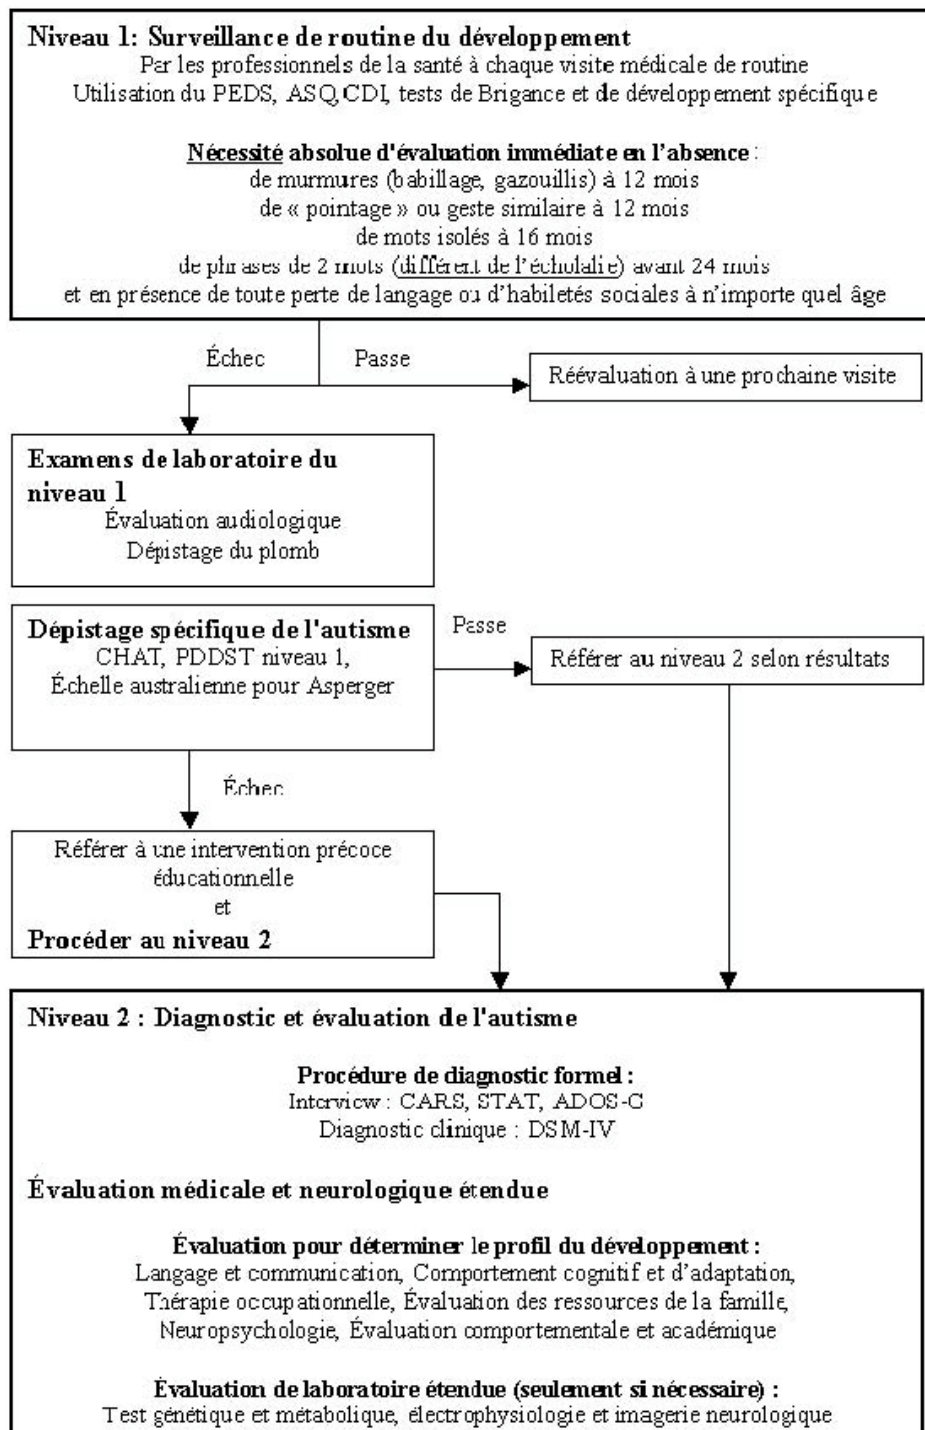 Niveau 1: Surveillance de routine du développement
Par les professionnels de la santé à chaque visite médicale de routine
Utilisation du PEDS, ASQ, CDI, tests de Brigance et de développement spécifique
Nécessité absolue d'évaluation immédiate en l'absence :
de murmures (babillage, gazouillis) à 12 mois
de « pointage » ou geste similaire à 12 mois
de mots isolés à 16 mois
de phrases de 2 mots (différent de l'écholalie) avant 24 mois
et en présence de toute perte de langage ou d'habiletés sociales à n'importe quel âge
Échec
Passe
Réévaluation à une prochaine visite
Examens de laboratoire du
niveau 1
Évaluation audiologique
Dépistage du plomb
Dépistage spécifique de l'autisme
CHAT, PDDST niveau 1,
Échelle australienne pour Asperger
Passe
Référer au niveau 2 selon résultats
Échec
Référer à une intervention précoce
éducationnelle
et
Procéder au niveau 2
Niveau 2 : Diagnostic et évaluation de l'autisme
Procédure de diagnostic formel :
Interview : CARS, STAT, ADOS-G
Diagnostic clinique : DSM-IV
Évaluation médicale et neurologique étendue
Évaluation pour déterminer le profil du développement :
Langage et communication, Comportement cognitif et d'adaptation,
Thérapie occupationnelle, Évaluation des ressources de la famille,
Neuropsychologie, Évaluation comportementale et académique
Évaluation de laboratoire étendue (seulement si nécessaire) :
Test génétique et métabolique, électrophysiologie et imagerie neurologique